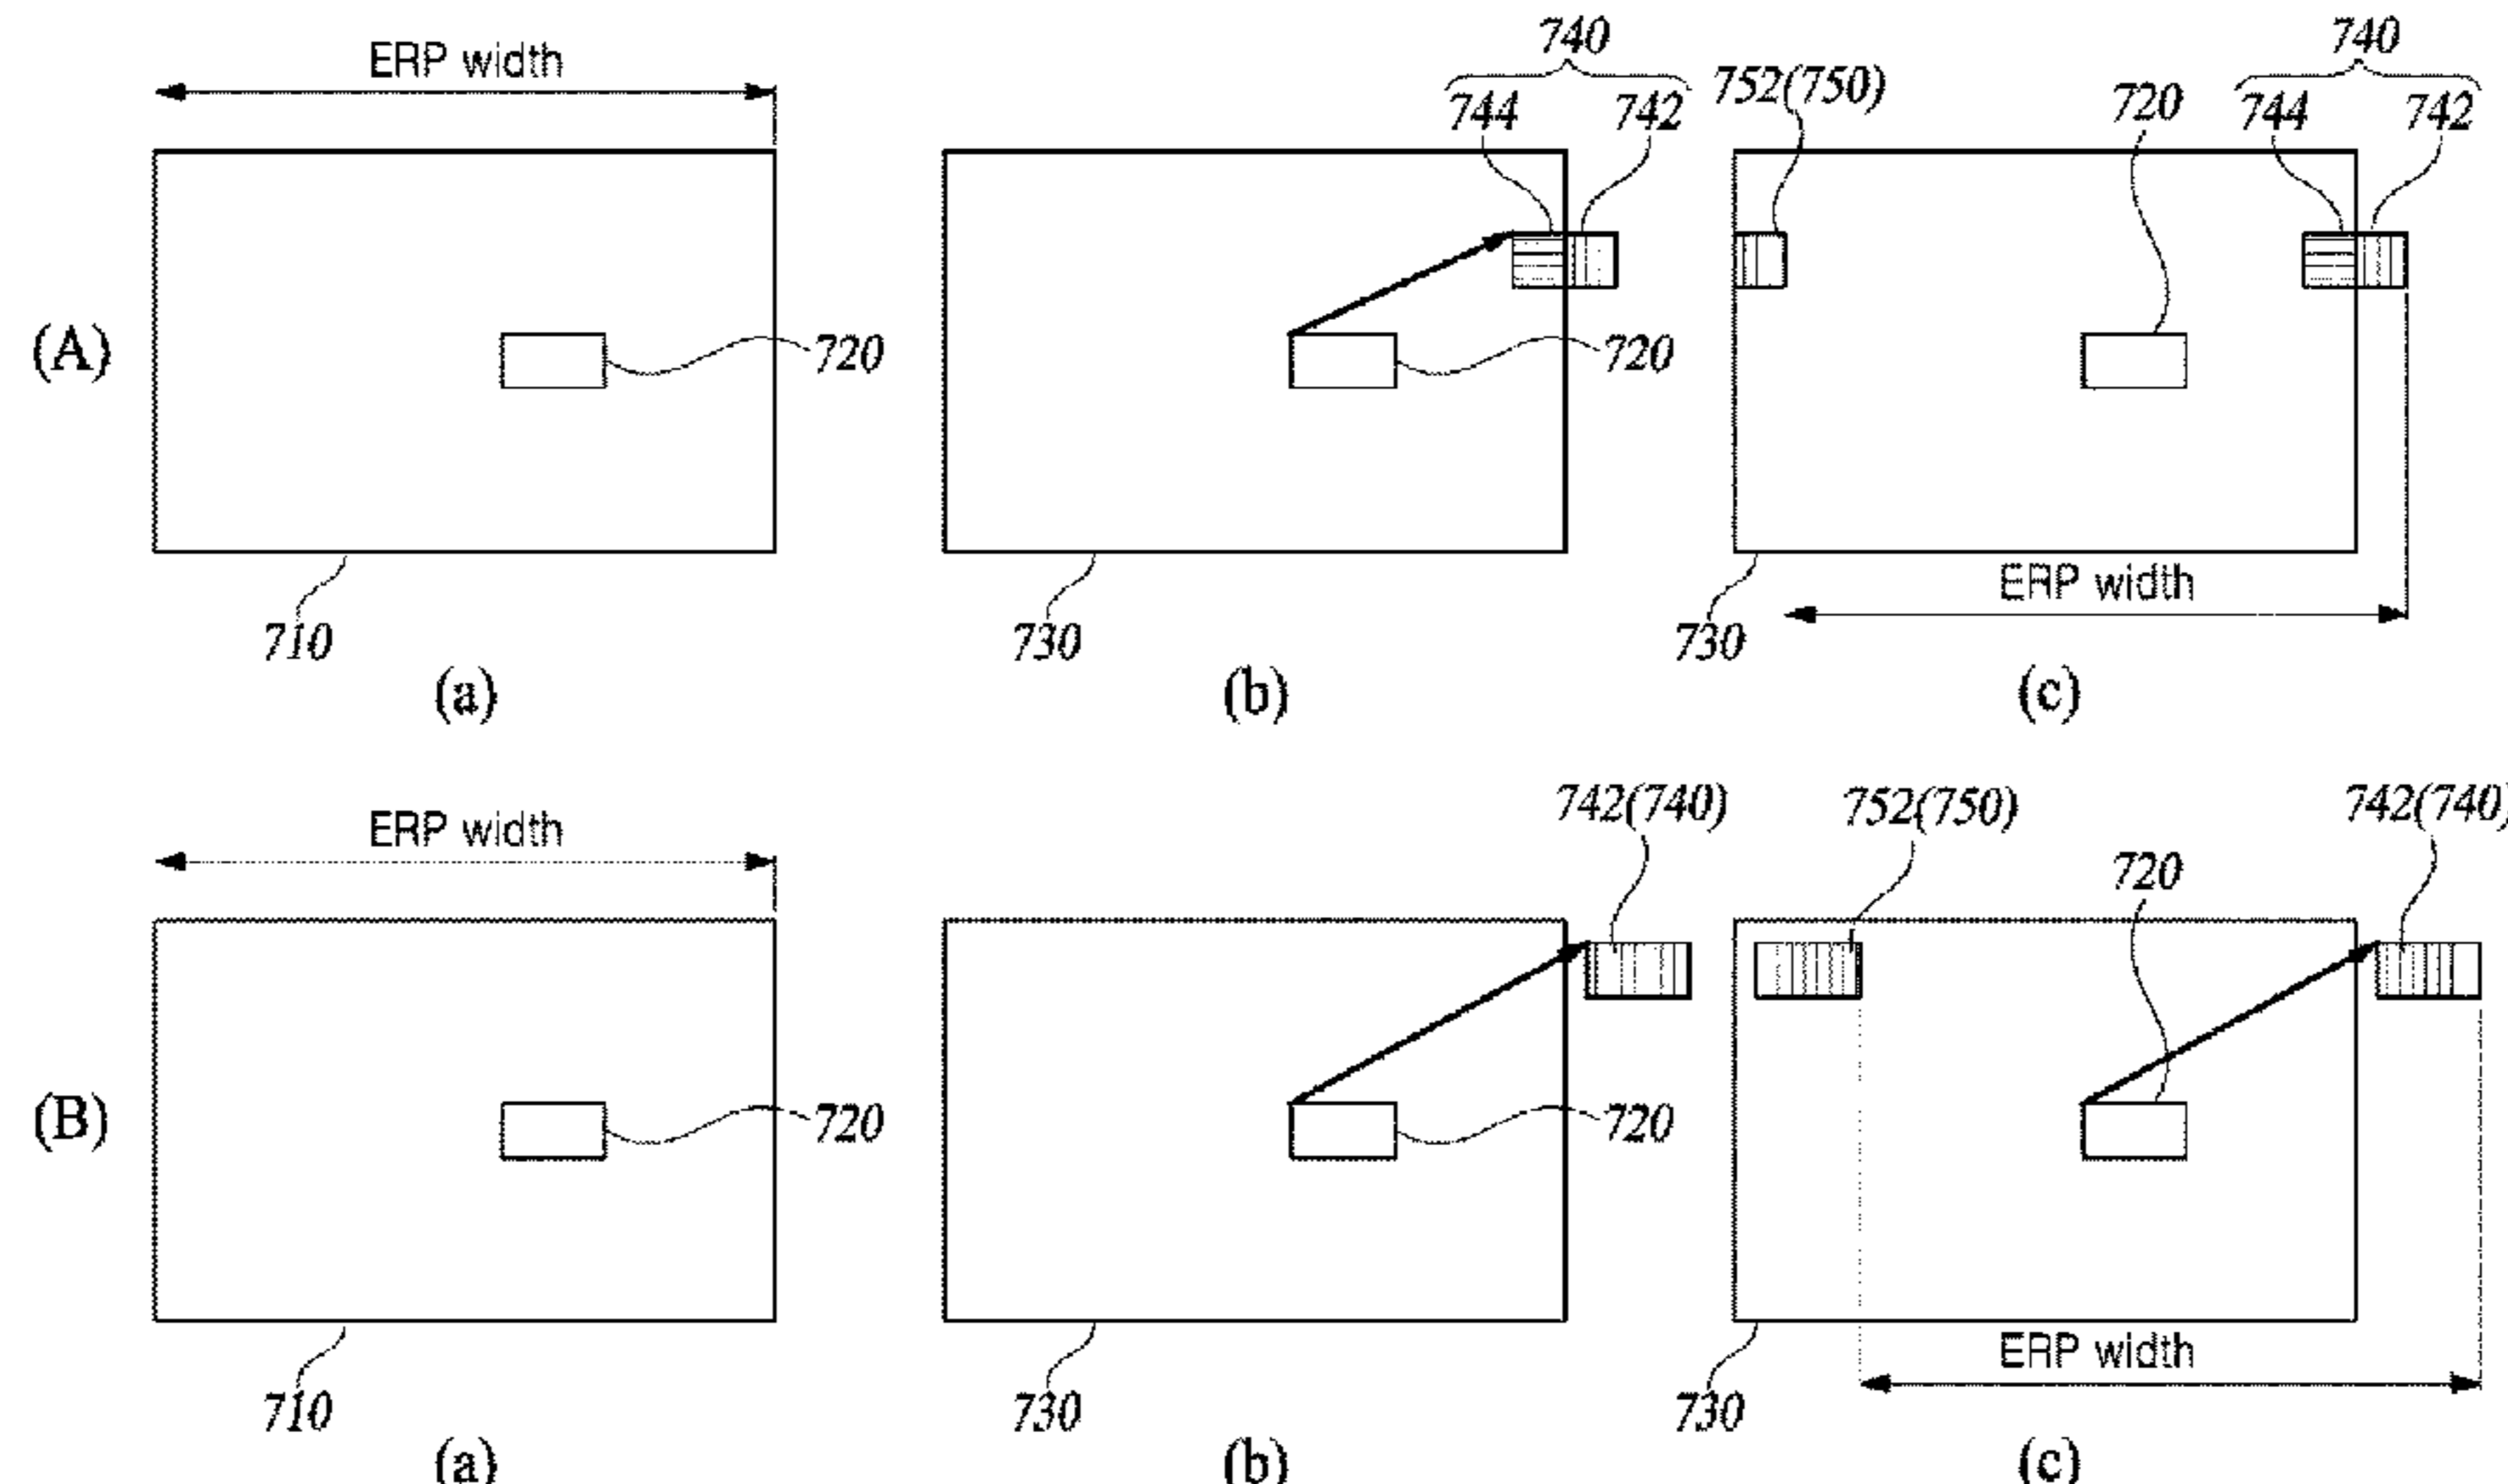 740 740
ERP width 744 742 752(750) 720 744 742
(A) 720 720
ERP width
710 730 730
(a) (b) (c)
742(740) 752(750) 742(740)
ERP width 720
(B) 720 720
ERP width
710 730 730
(a) (b) (c)